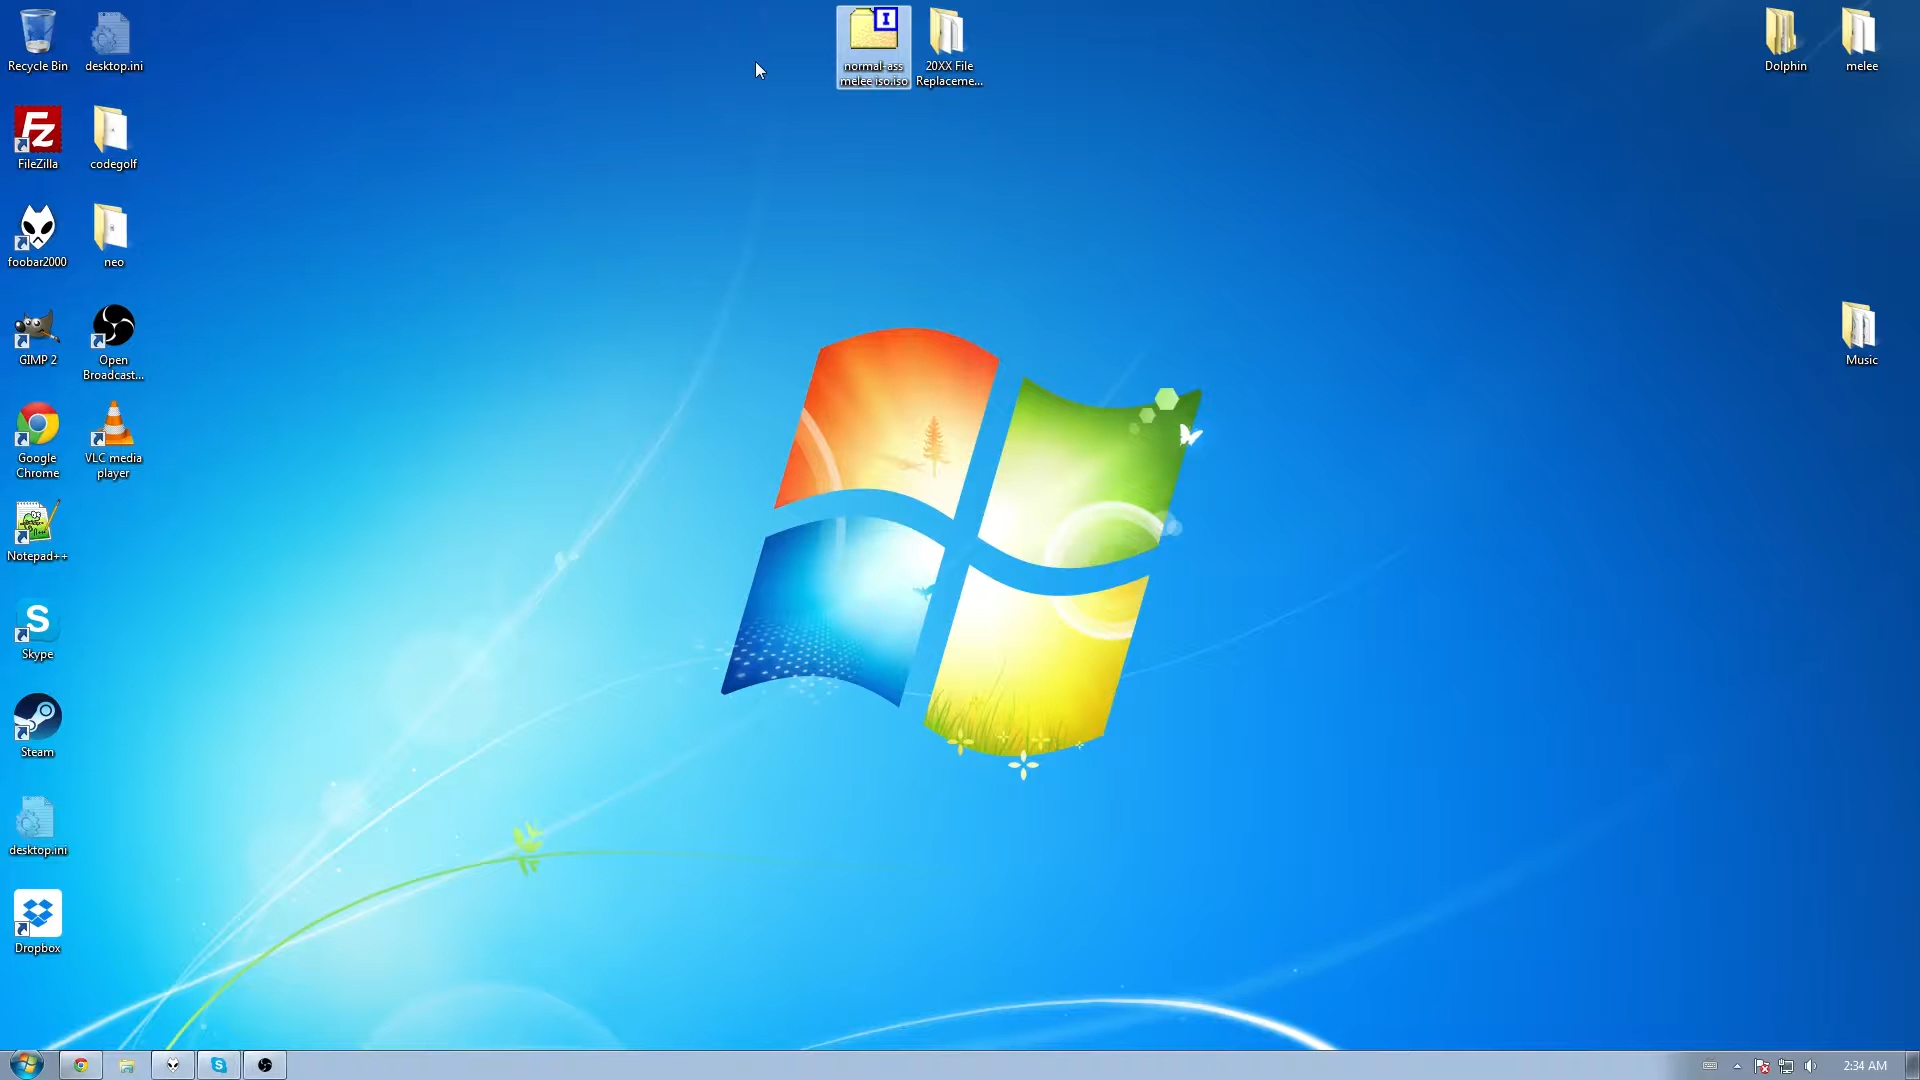 Recycle Bin
desktop.ini
normal-ass
melee iso.iso
20XX File
Replaceme...
Dolphin
melee
FileZilla
codegolf
foobar2000
neo
GIMP 2
Open
Broadcast...
Music
Google
Chrome
VLC media
player
Notepad++
Skype
Steam
desktop.ini
Dropbox
2:34 AM